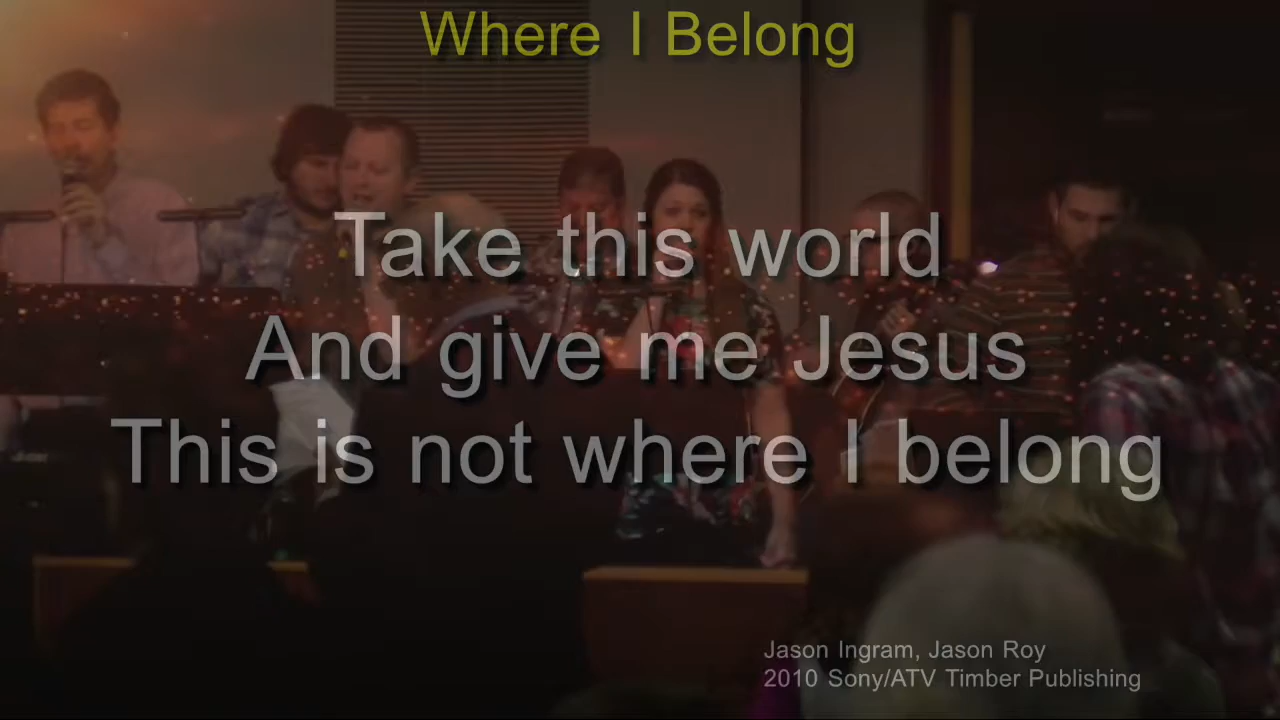 Where I Belong
Take this world
And give me Jesus
This is not where I belong
Jason Ingram, Jason Roy
2010 Sony/ATV Timber Publishing